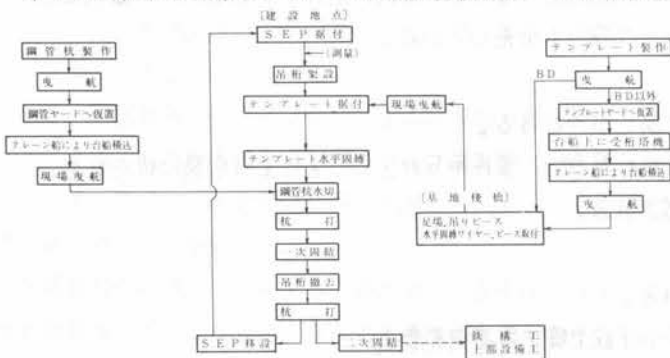 〔建設地点〕
SEP据付
(測量)
吊桁架設
テンプレート据付
現場曳航
テンプレート水平固縛
鋼管杭水切
杭打
一次固結
吊桁撤去
杭打
SEP移設
1次固結
鉄構工
上部設備工
鋼管杭製作
曳航
鋼管ヤードへ仮置
クレーン船により台船積込
現場曳航
テンプレート製作
BD
曳航
BD以外
テンプレートヤードへ仮置
台船上に受桁塔機
クレーン船により台船積込
曳航
〔基地桟橋〕
足場、吊りピース
水平固縛ワイヤー、ピース取付